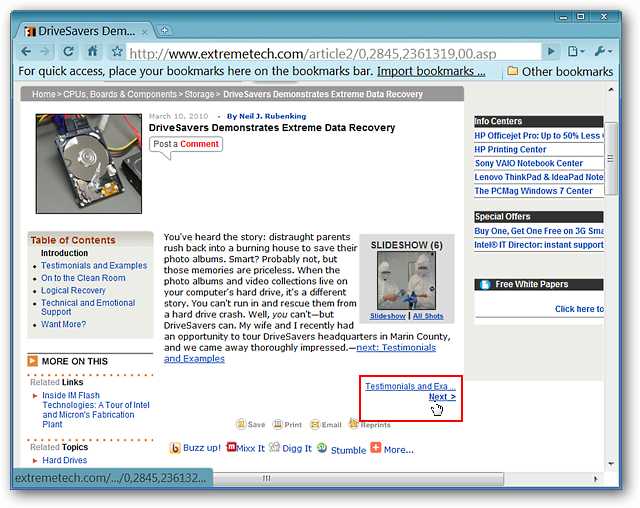 DriveSavers Dem...
http://www.extremetech.com/article2/0,2845,2361319,00.asp
For quick access, place your bookmarks here on the bookmarks bar. Import bookmarks ...
Other bookmarks
Home > CPUs, Boards & Components > Storage > DriveSavers Demonstrates Extreme Data Recovery
March 10, 2010 - By Neil J. Rubenking
DriveSavers Demonstrates Extreme Data Recovery
Post a Comment
Info Centers
HP Officejet Pro: Up to 50% Less
HP Printing Center
Sony VAIO Notebook Center
Lenovo ThinkPad & IdeaPad Note
The PCMag Windows 7 Center
Special Offers
Buy One, Get One Free on 3G Sma
Intel® IT Director: instant support
Free White Papers
Click here to
Table of Contents
Introduction
Testimonials and Examples
On to the Clean Room
Logical Recovery
Technical and Emotional
Support
Want More?
You've heard the story: distraught parents
rush back into a burning house to save their
photo albums. Smart? Probably not, but
those memories are priceless. When the
photo albums and video collections live on
your computer's hard drive, it's a different
story. You can't run in and rescue them from
a hard drive crash. Well, you can't—but
DriveSavers can. My wife and I recently had
an opportunity to tour DriveSavers headquarters in Marin County,
and we came away thoroughly impressed.—next: Testimonials
and Examples
SLIDESHOW (6)
Slideshow | All Shots
Testimonials and Exa ...
Next >
MORE ON THIS
Related Links
Inside IM Flash
Technologies: A Tour of Intel
and Micron's Fabrication
Plant
Related Topics
Hard Drives
Save Print Email Reprints
Buzz up! Mixx It Digg It Stumble More...
extremetech.com/.../0,2845,236132...